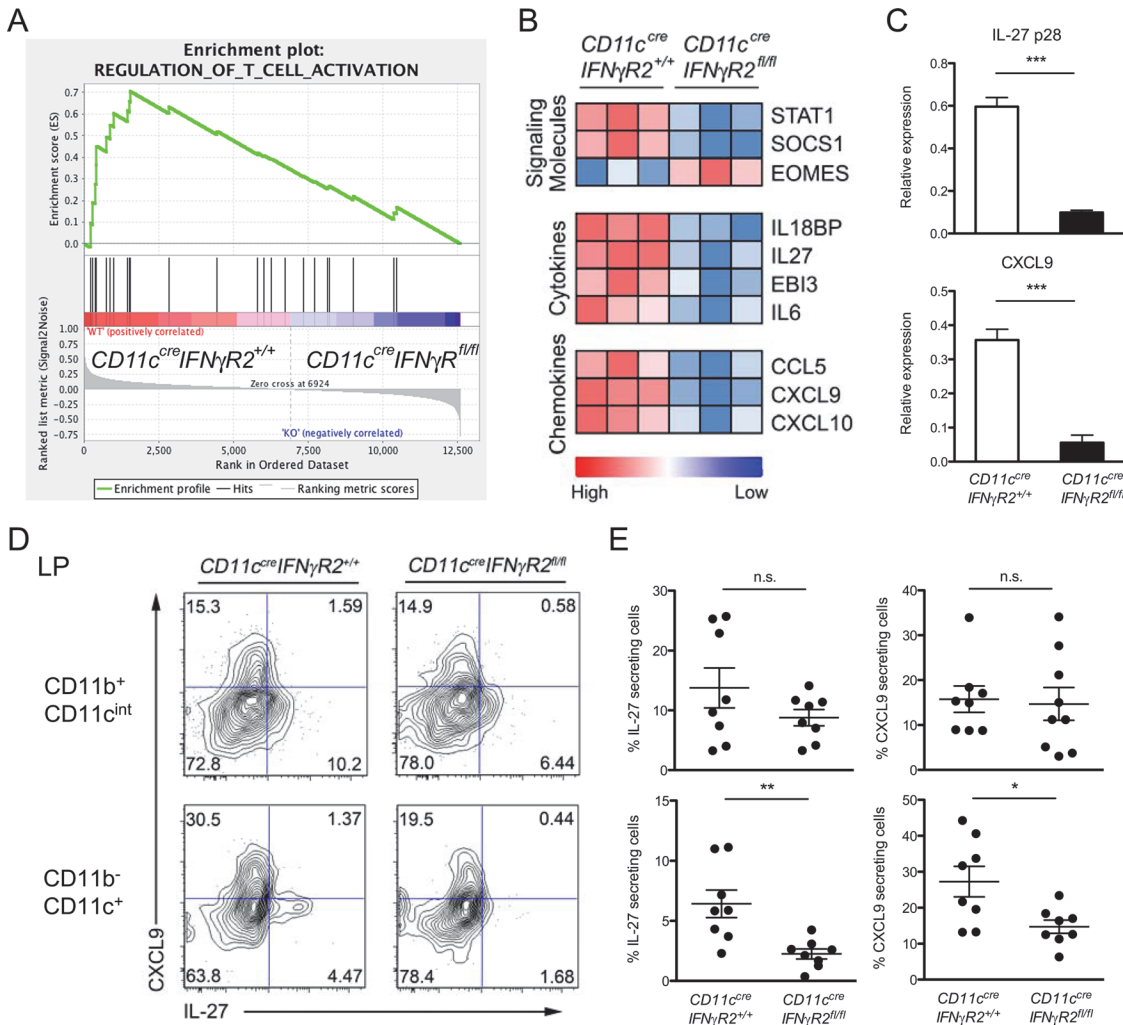 A
Enrichment plot:
REGULATION_OF_T_CELL_ACTIVATION
Enrichment score (ES)
0.7
0.6
0.5
0.4
0.3
0.2
0.1
0.0
'WT' (positively correlated)
CD11c^cre IFNγR2^+/+ CD11c^cre IFNγR^fl/fl
Zero cross at 6924
'KO' (negatively correlated)
Ranked list metric (Signal2Noise)
1.00
0.75
0.50
0.25
0.00
-0.25
-0.50
-0.75
0 2,500 5,000 7,500 10,000 12,500
Rank in Ordered Dataset
Enrichment profile Hits Ranking metric scores
B
CD11c^cre CD11c^cre
IFNγR2^+/+ IFNγR2^fl/fl
Signaling
Molecules
STAT1
SOCS1
EOMES
Cytokines
IL18BP
IL27
EBI3
IL6
Chemokines
CCL5
CXCL9
CXCL10
High Low
C
IL-27 p28
***
Relative expression
0.8
0.6
0.4
0.2
0.0
CXCL9
***
Relative expression
0.5
0.4
0.3
0.2
0.1
0.0
CD11c^cre CD11c^cre
IFNγR2^+/+ IFNγR2^fl/fl
D
LP
CD11c^cre IFNγR2^+/+ CD11c^cre IFNγR2^fl/fl
CD11b^+
CD11c^int
15.3 1.59
72.8 10.2
14.9 0.58
78.0 6.44
CD11b^-
CD11c^+
30.5 1.37
63.8 4.47
19.5 0.44
78.4 1.68
CXCL9
IL-27
E
n.s.
% IL-27 secreting cells
30
20
10
0
n.s.
% CXCL9 secreting cells
40
30
20
10
0
**
% IL-27 secreting cells
15
10
5
0
CD11c^cre CD11c^cre
IFNγR2^+/+ IFNγR2^fl/fl
*
% CXCL9 secreting cells
50
40
30
20
10
0
CD11c^cre CD11c^cre
IFNγR2^+/+ IFNγR2^fl/fl